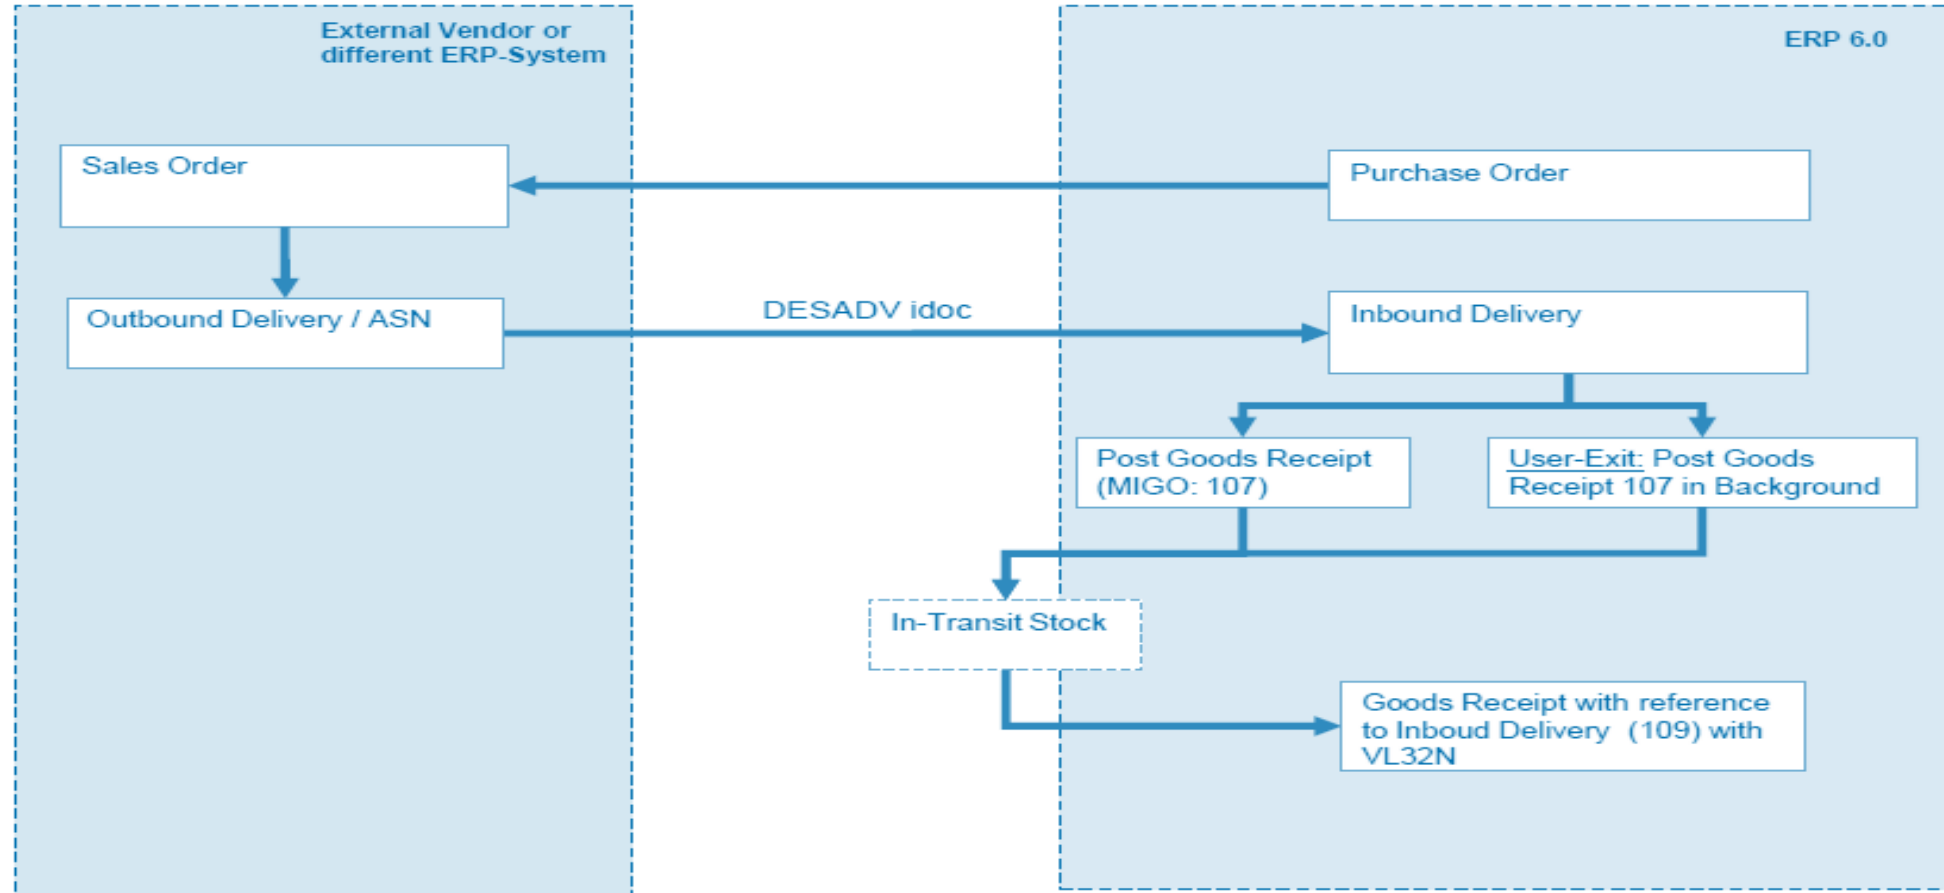 External Vendor or
different ERP-System
ERP 6.0
Sales Order
Purchase Order
Outbound Delivery / ASN
DESADV idoc
Inbound Delivery
Post Goods Receipt
(MIGO: 107)
User-Exit: Post Goods
Receipt 107 in Background
In-Transit Stock
Goods Receipt with reference
to Inboud Delivery (109) with
VL32N